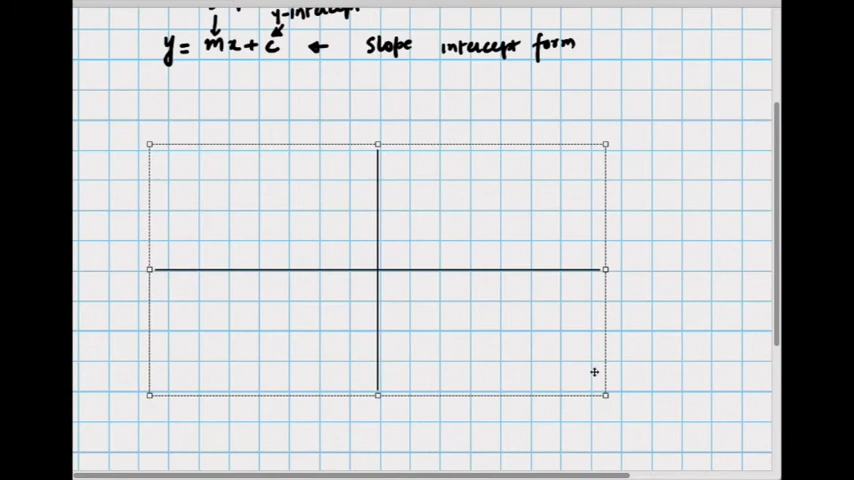 y-intercept
y = mx + c ← slope intercept form